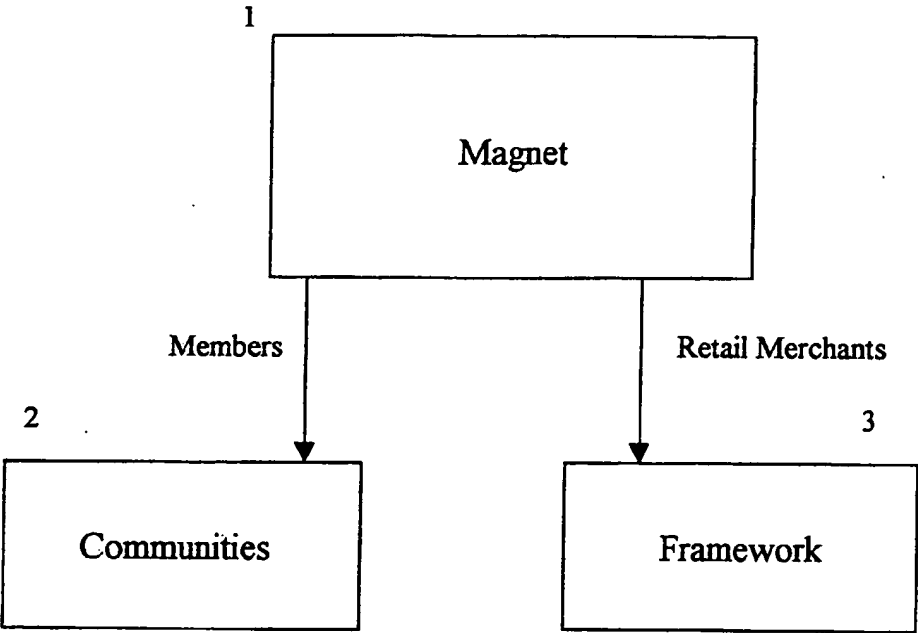 1
Magnet
Members
Retail Merchants
2
3
Communities
Framework